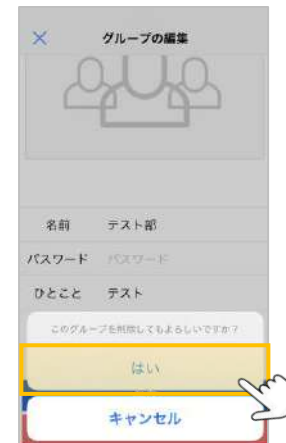 グループの編集
名前 テスト部
パスワード パスワード
ひとこと テスト
このグループを削除してもよろしいですか？
はい
キャンセル